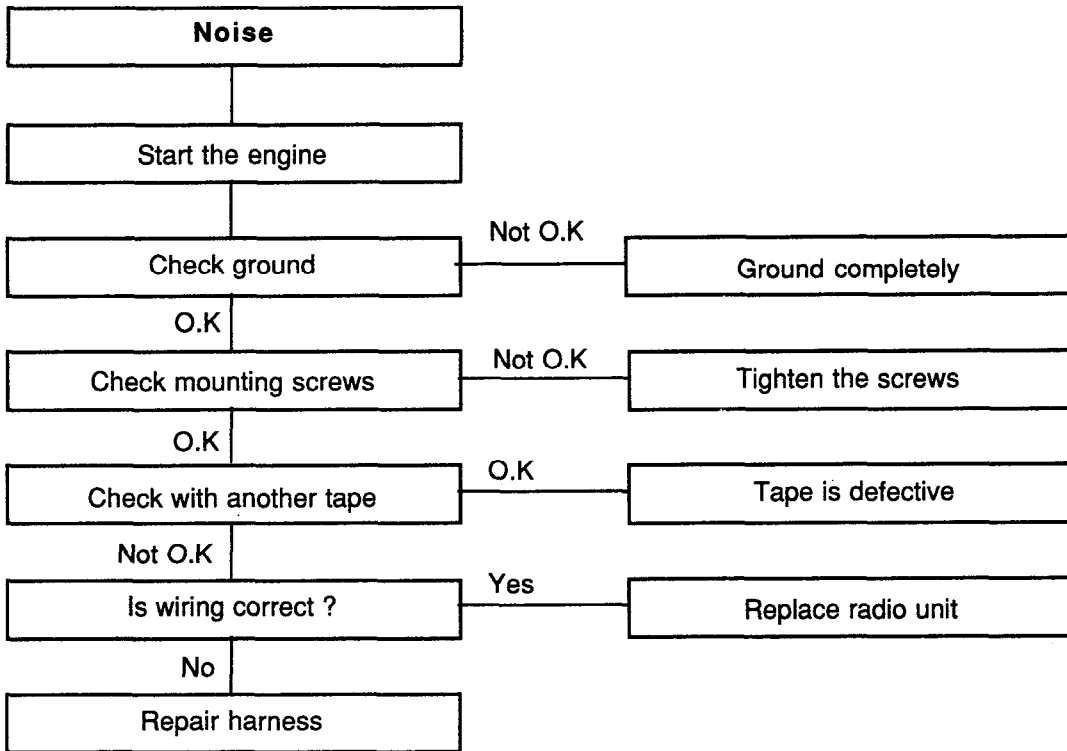 Noise
Start the engine
Not O.K
Check ground
Ground completely
O.K
Not O.K
Check mounting screws
Tighten the screws
O.K
O.K
Check with another tape
Tape is defective
Not O.K
Yes
Is wiring correct ?
Replace radio unit
No
Repair harness